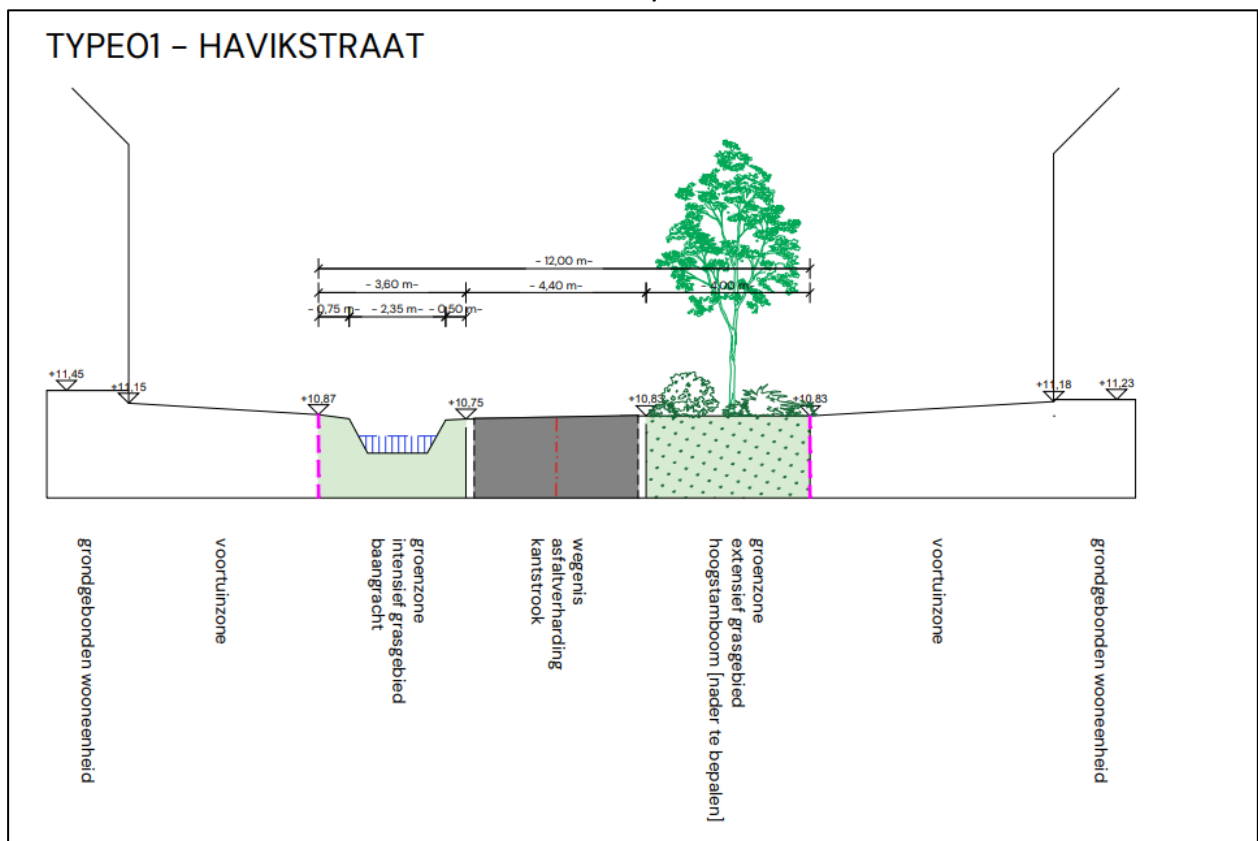 TYPE01 – HAVIKSTRAAT
- 12,00 m-
- 3,60 m-
- 4,40 m-
- 4,00 m-
- 0,75 m-
- 2,35 m-
- 0,50 m-
+11,45
+11,15
+10,87
+10,75
+10,83
+10,83
+11,18
+11,23
grondgebonden wooneenheid
voortuinzone
groenzone
intensief grasgebied
baangracht
wegenis
asfaltverharding
kantstrook
groenzone
extensief grasgebied
hoogstamboom [nader te bepalen]
voortuinzone
grondgebonden wooneenheid